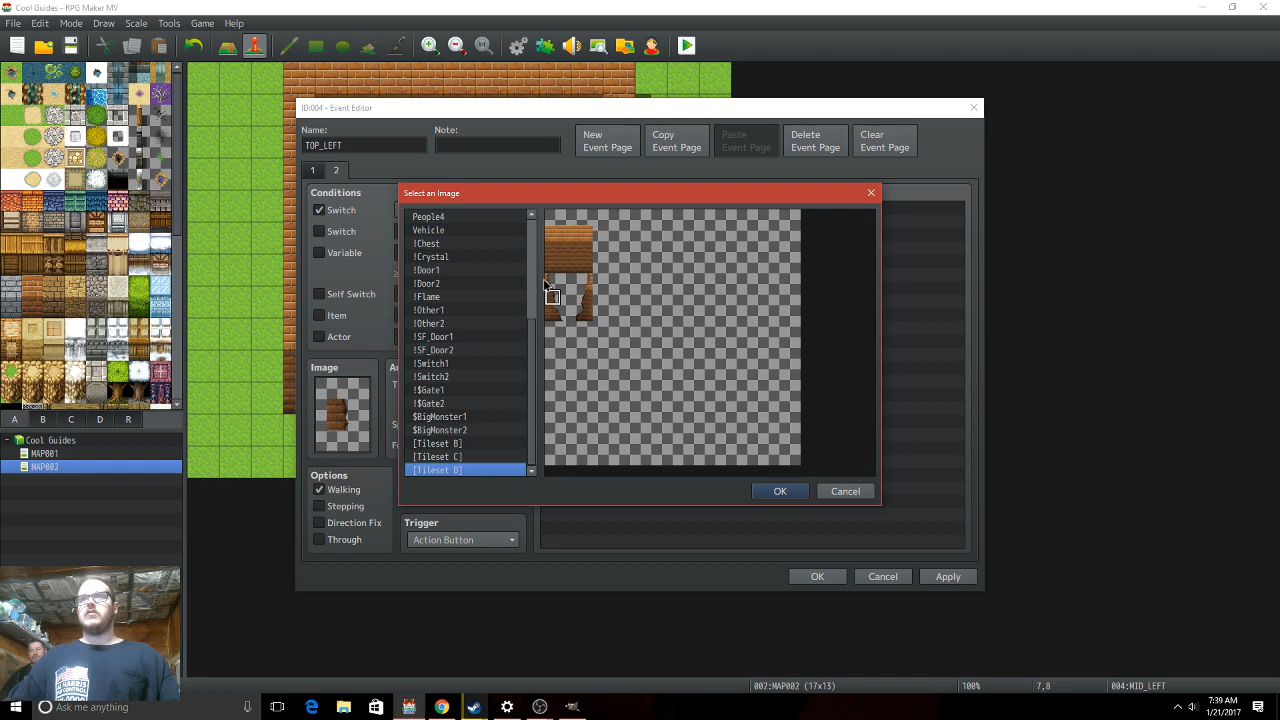 Cool Guides - RPG Maker MV
File Edit Mode Draw Scale Tools Game Help
ID:004 - Event Editor
Name:
Note:
TOP_LEFT
New Event Page
Copy Event Page
Paste Event Page
Delete Event Page
Clear Event Page
1 2
Conditions
Switch
Switch
Variable
Self Switch
Item
Actor
Image
Options
Walking
Stepping
Direction Fix
Through
Select an Image
People4
Vehicle
!Chest
!Crystal
!Door1
!Door2
!Flame
!Other1
!Other2
!SF_Door1
!SF_Door2
!Switch1
!Switch2
!$Gate1
!$Gate2
$BigMonster1
$BigMonster2
[Tileset B]
[Tileset C]
[Tileset D]
OK Cancel
Trigger
Action Button
OK Cancel Apply
A B C D R
Cool Guides
MAP001
MAP002
002:MAP002 (17x13) 100% 7,8 004:MID_LEFT
Ask me anything
7:39 AM
1/21/2017